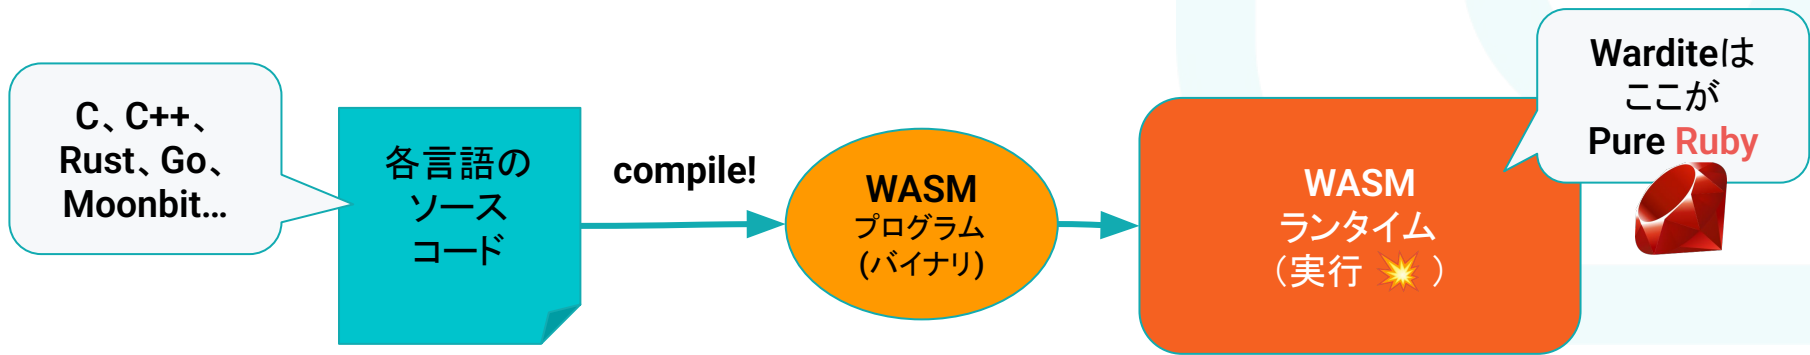 C、C++、
Rust、Go、
Moonbit...
各言語の
ソース
コード
compile!
WASM
プログラム
(バイナリ)
WASM
ランタイム
（実行 💥 ）
Warditeは
ここが
Pure Ruby